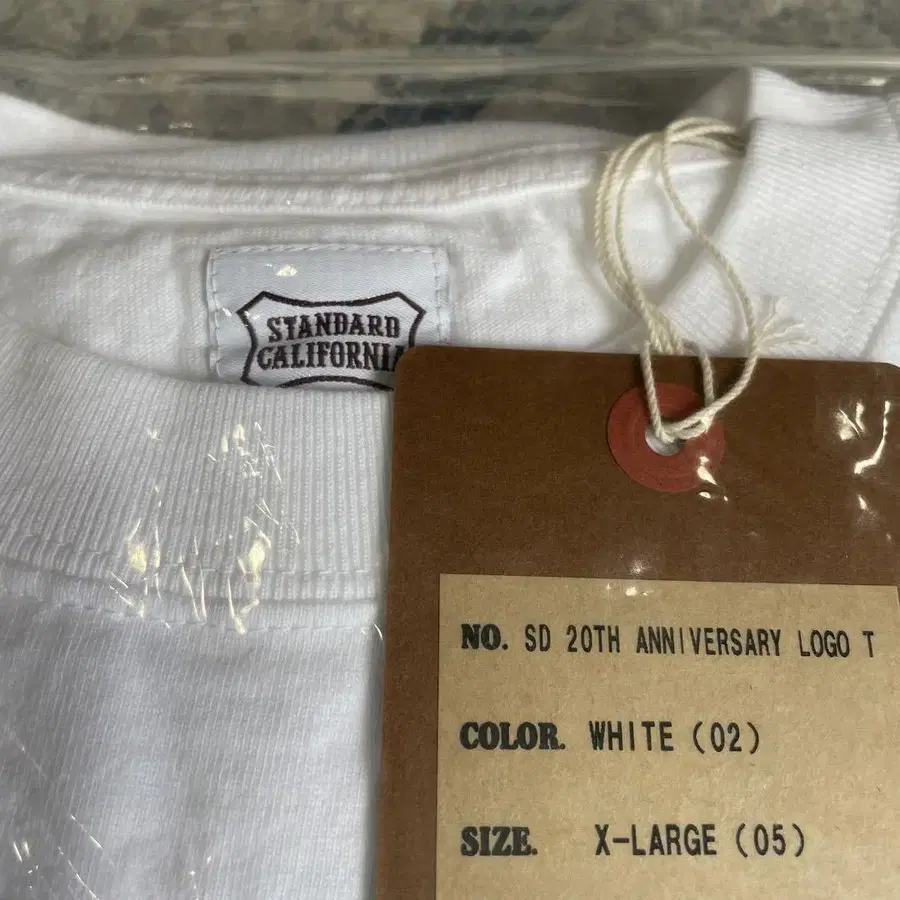 STANDARD
CALIFORNIA
NO. SD 20TH ANNIVERSARY LOGO T
COLOR. WHITE (02)
SIZE. X-LARGE (05)